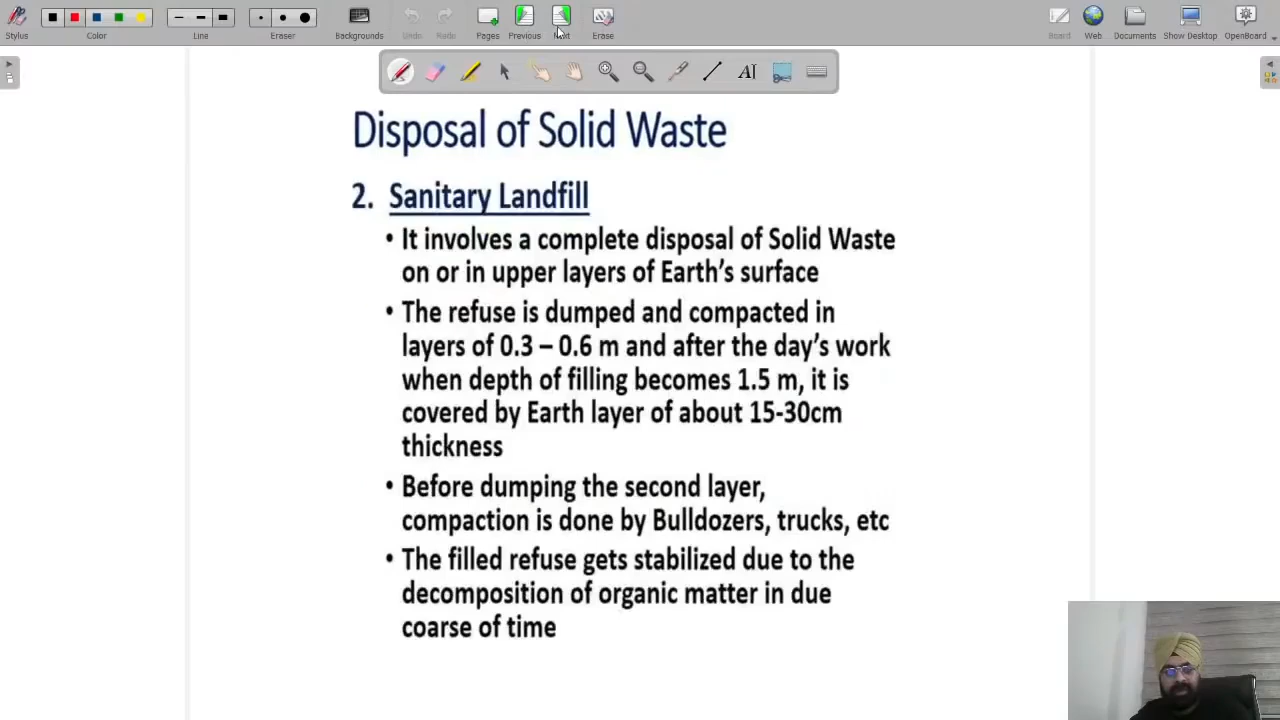 Stylus
Color
Line
Eraser
Backgrounds
Undo
Redo
Pages
Previous
Erase
Board
Web
Documents
Show Desktop
OpenBoard
AI
Disposal of Solid Waste
2. Sanitary Landfill
• It involves a complete disposal of Solid Waste
on or in upper layers of Earth's surface
• The refuse is dumped and compacted in
layers of 0.3 – 0.6 m and after the day's work
when depth of filling becomes 1.5 m, it is
covered by Earth layer of about 15-30cm
thickness
• Before dumping the second layer,
compaction is done by Bulldozers, trucks, etc
• The filled refuse gets stabilized due to the
decomposition of organic matter in due
coarse of time